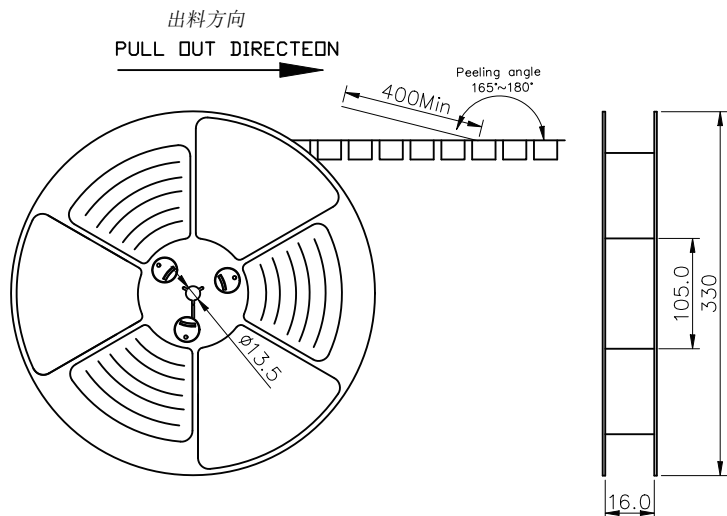 出料方向
PULL OUT DIRECTEON
Peeling angle
165°~180°
400Min
ø13.5
105.0
330
16.0